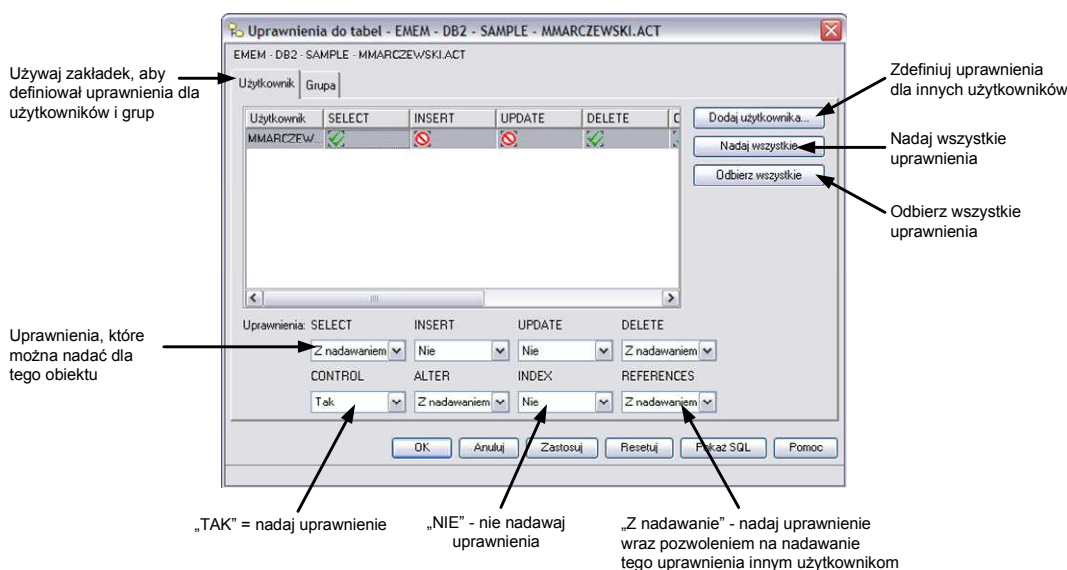 Uprawnienia do tabel - EMEM - DB2 - SAMPLE - MMARCZEWSKI.ACT
EMEM - DB2 - SAMPLE - MMARCZEWSKI.ACT
Używaj zakładek, aby
definiował uprawnienia dla
użytkowników i grup
Użytkownik Grupa
Użytkownik SELECT INSERT UPDATE DELETE C
MMARCZEW...
Dodaj użytkownika...
Nadaj wszystkie
Odbierz wszystkie
Zdefiniuj uprawnienia
dla innych użytkowników
Nadaj wszystkie
uprawnienia
Odbierz wszystkie
uprawnienia
Uprawnienia, które
można nadać dla
tego obiektu
Uprawnienia: SELECT INSERT UPDATE DELETE
Z nadawaniem Nie Nie Z nadawaniem
CONTROL ALTER INDEX REFERENCES
Tak Z nadawaniem Nie Z nadawaniem
OK Anuluj Zastosuj Resetuj Pokaż SQL Pomoc
„TAK” = nadaj uprawnienie
„NIE” - nie nadawaj
uprawnienia
„Z nadawanie” - nadaj uprawnienie
wraz pozwoleniem na nadawanie
tego uprawnienia innym użytkownikom